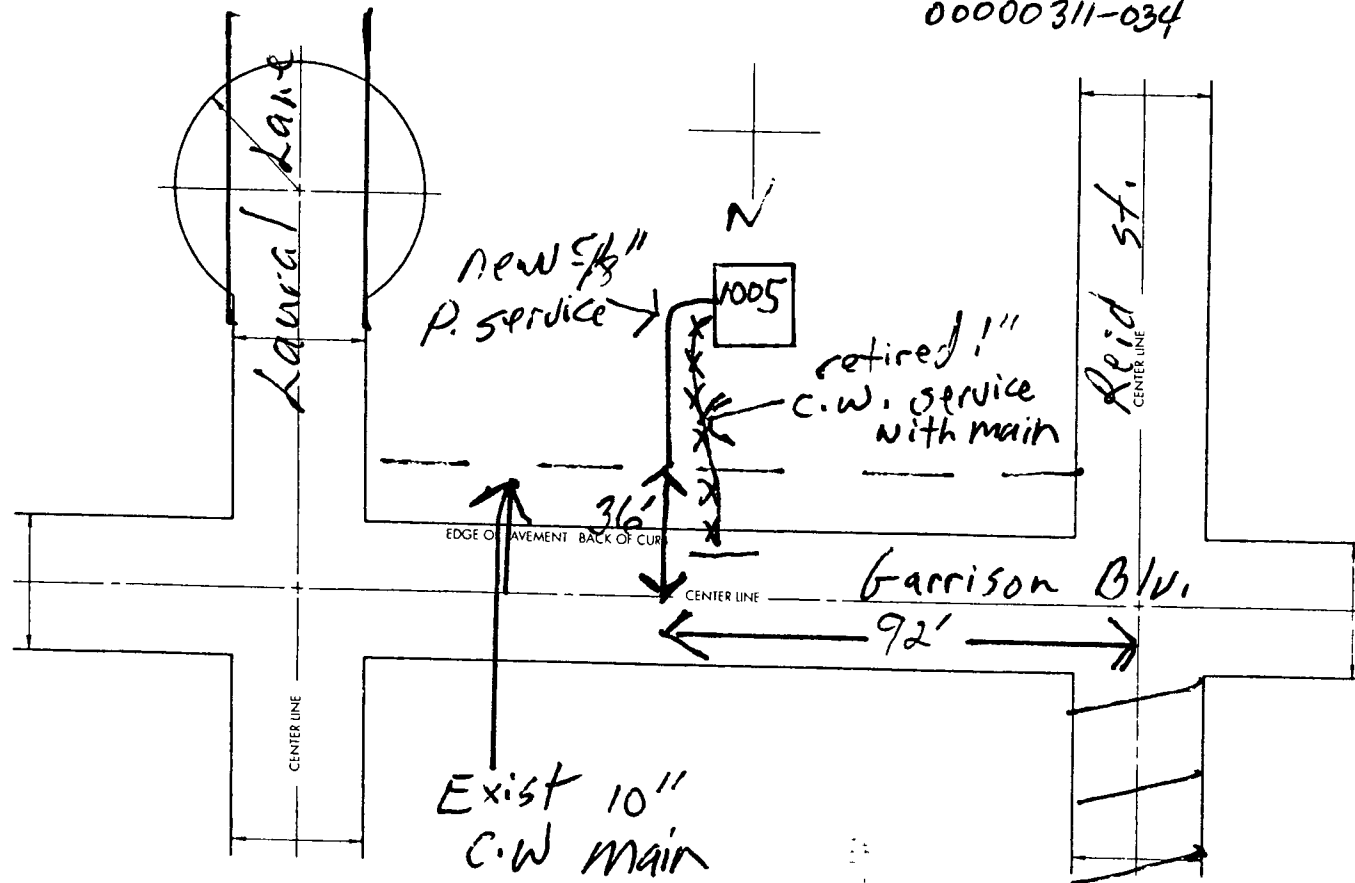 00000311-034
Laural Lane
N
new 5/8"
P. service
1005
retired 1"
C.W. service
with main
Reid st.
CENTER LINE
36'
EDGE OF PAVEMENT BACK OF CURB
CENTER LINE
Garrison Blv.
92'
CENTER LINE
Exist 10"
C.W main